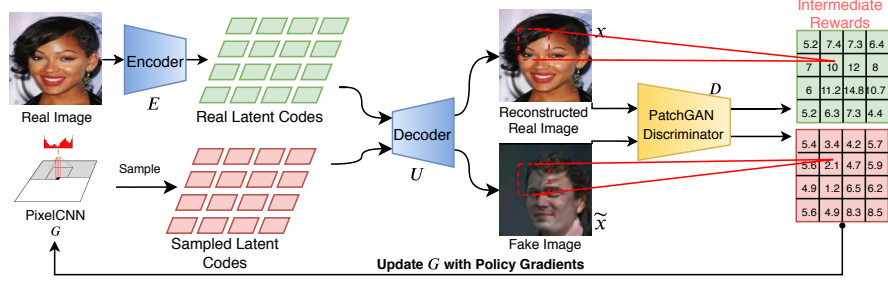 Intermediate
Rewards
Real Image
Encoder
E
Real Latent Codes
Decoder
U
x
Reconstructed
Real Image
PatchGAN
Discriminator
D
5.2 7.4 7.3 6.4
7 10 12 8
6 11.2 14.8 10.7
5.2 6.3 7.3 4.4
PixelCNN
G
Sample
Sampled Latent
Codes
x̃
Fake Image
5.4 3.4 4.2 5.7
5.6 2.1 4.7 5.9
4.9 1.2 6.5 6.2
5.6 4.9 8.3 8.5
Update G with Policy Gradients